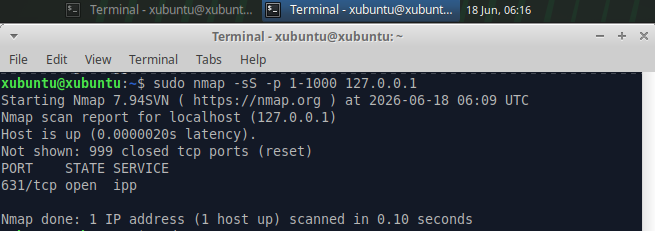 Terminal - xubuntu@xubunt... Terminal - xubuntu@xubuntu... 18 Jun, 06:16
Terminal - xubuntu@xubuntu: ~
File Edit View Terminal Tabs Help
xubuntu@xubuntu:~$ sudo nmap -sS -p 1-1000 127.0.0.1
Starting Nmap 7.94SVN ( https://nmap.org ) at 2026-06-18 06:09 UTC
Nmap scan report for localhost (127.0.0.1)
Host is up (0.0000020s latency).
Not shown: 999 closed tcp ports (reset)
PORT    STATE SERVICE
631/tcp open  ipp
Nmap done: 1 IP address (1 host up) scanned in 0.10 seconds